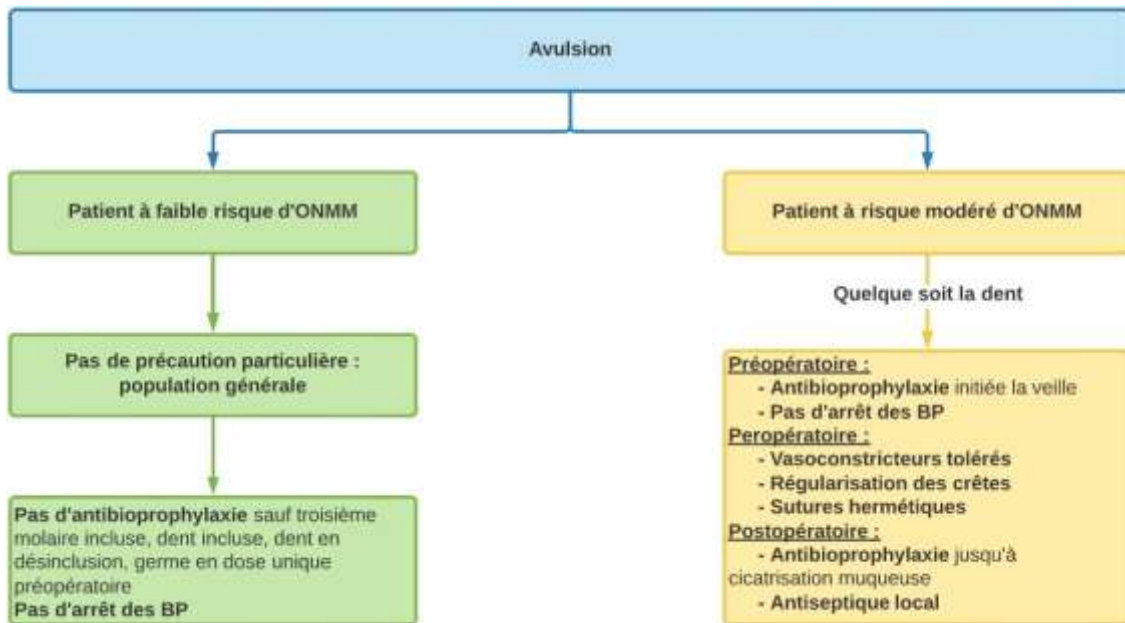 Avulsion
Patient à faible risque d'ONMM
Patient à risque modéré d'ONMM
Quelque soit la dent
Pas de précaution particulière :
population générale
Pas d'antibioprophylaxie sauf troisième
molaire incluse, dent incluse, dent en
désinclusion, germe en dose unique
préopératoire
Pas d'arrêt des BP
Préopératoire :
- Antibioprophylaxie initiée la veille
- Pas d'arrêt des BP
Peropératoire :
- Vasoconstricteurs tolérés
- Régularisation des crêtes
- Sutures hermétiques
Postopératoire :
- Antibioprophylaxie jusqu'à
cicatrisation muqueuse
- Antiseptique local